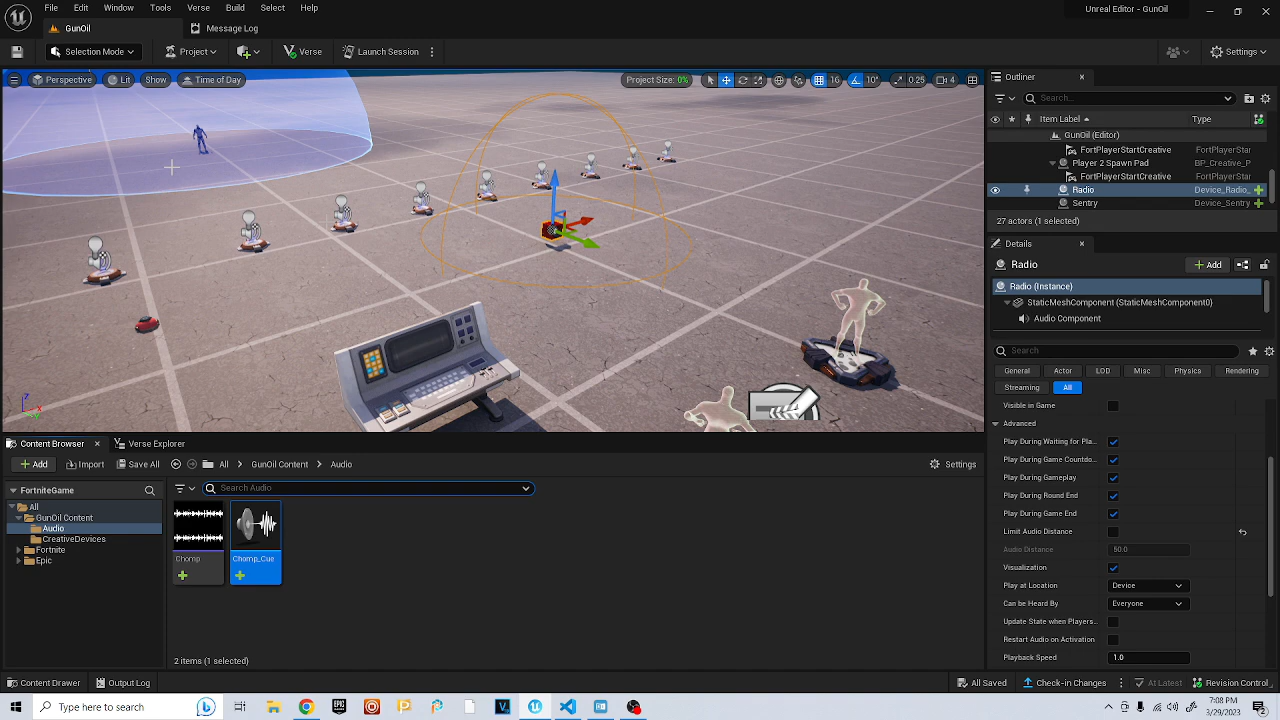 File Edit Window Tools Verse Build Select Help Unreal Editor - GunOil
GunOil Message Log
Selection Mode Project Verse Launch Session Settings
Perspective Lit Show Time of Day Project Size: 0% 16 10° 0.25 4
Outliner
Search...
Item Label Type
GunOil (Editor)
FortPlayerStartCreative FortPlayerStar
Player 2 Spawn Pad BP_Creative_P
FortPlayerStartCreative FortPlayerStar
Radio Device_Radio_
Sentry Device_Sentry
27 actors (1 selected)
Details
Radio Add
Radio (Instance)
StaticMeshComponent (StaticMeshComponent0)
Audio Component
Search
General Actor LOD Misc Physics Rendering
Streaming All
Visible in Game
Advanced
Play During Waiting for Pla...
Play During Game Countdo...
Play During Gameplay
Play During Round End
Play During Game End
Limit Audio Distance
Audio Distance 50.0
Visualization
Play at Location Device
Can be Heard By Everyone
Update State when Players...
Restart Audio on Activation
Playback Speed 1.0
Z X
Content Browser Verse Explorer
Add Import Save All All GunOil Content Audio Settings
FortniteGame
All
GunOil Content
Audio
CreativeDevices
Fortnite
Epic
Search Audio
Chomp Chomp_Cue
2 items (1 selected)
Content Drawer Output Log All Saved Check-in Changes At Latest Revision Control
Type here to search
7:08 PM
3/29/2023